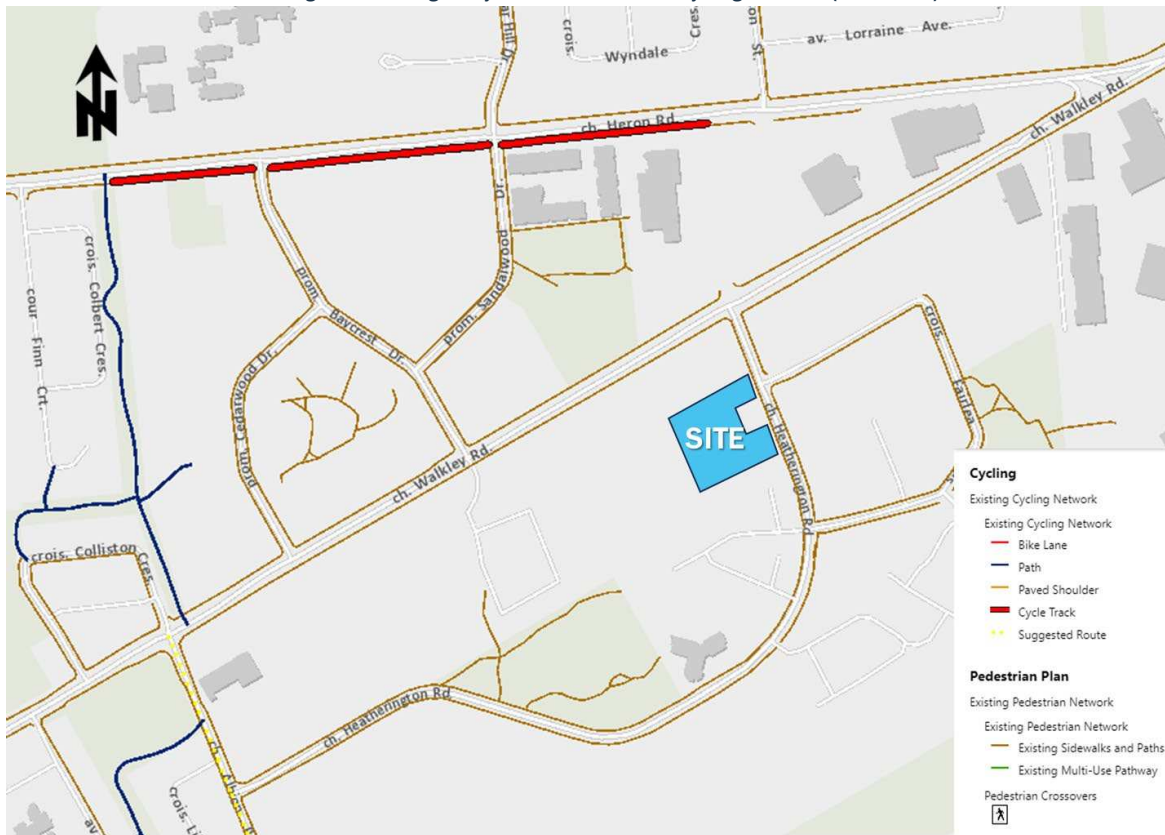 crois.
Wyndale
Cres.
on St.
av. Lorraine Ave.
ar Hill Dr
ch. Heron Rd.
ch. Walkley Rd.
crois. Colbert Cres.
cour Finn Crt.
prom.
Baycrest Dr.
prom. Sandalwood Dr.
prom. Cedarwood Dr.
ch. Walkley Rd.
crois.
Fairlea
SITE
ch. Heatherington Rd
crois. Colliston Cres.
ch. Heatherington Rd
ch. Albion
crois. Li
av
N
Cycling
Existing Cycling Network
Existing Cycling Network
Bike Lane
Path
Paved Shoulder
Cycle Track
Suggested Route
Pedestrian Plan
Existing Pedestrian Network
Existing Pedestrian Network
Existing Sidewalks and Paths
Existing Multi-Use Pathway
Pedestrian Crossovers